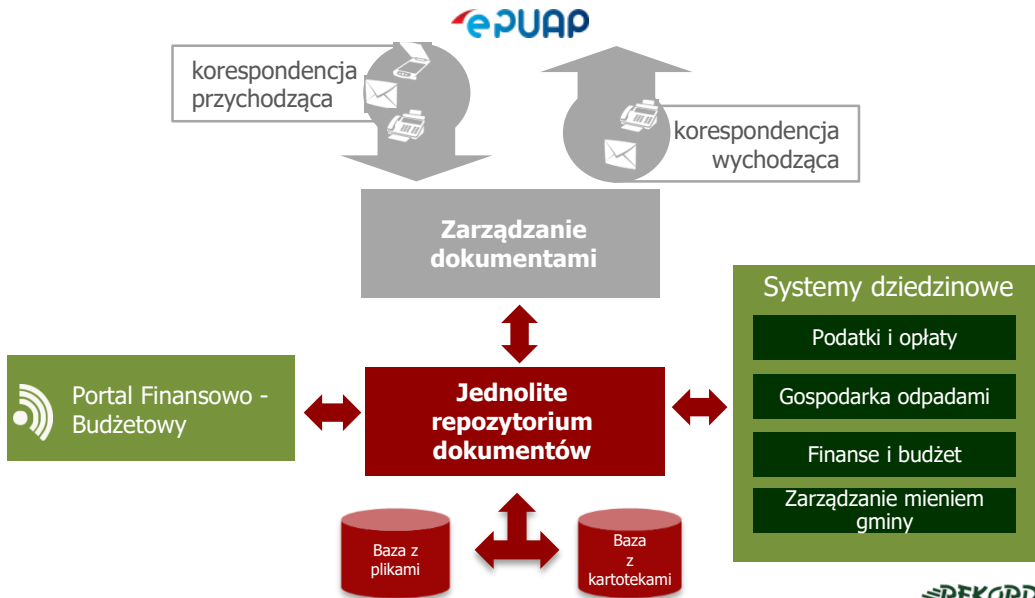 ePUAP
korespondencja
przychodząca
korespondencja
wychodząca
Zarządzanie
dokumentami
Systemy dziedzinowe
Podatki i opłaty
Gospodarka odpadami
Finanse i budżet
Zarządzanie mieniem
gminy
Portal Finansowo -
Budżetowy
Jednolite
repozytorium
dokumentów
Baza z
plikami
Baza
z
kartotekami
REKORD